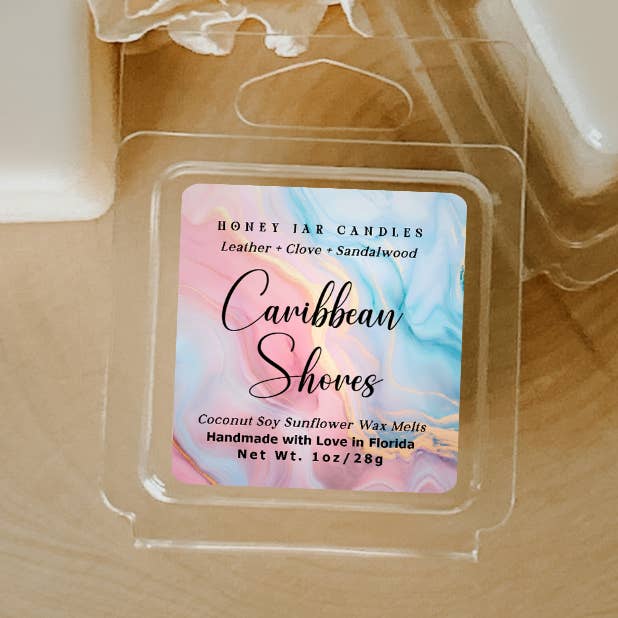 HONEY JAR CANDLES
Leather + Clove + Sandalwood
Caribbean
Shores
Coconut Soy Sunflower Wax Melts
Handmade with Love in Florida
Net Wt. 1oz/28g